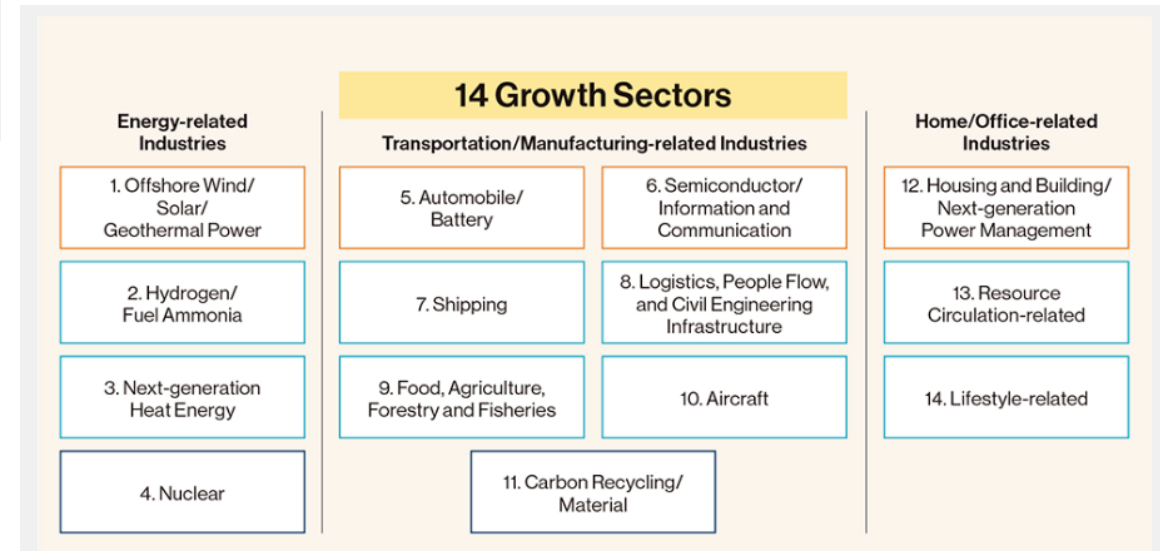 14 Growth Sectors
Energy-related
Industries
1. Offshore Wind/
Solar/
Geothermal Power
2. Hydrogen/
Fuel Ammonia
3. Next-generation
Heat Energy
4. Nuclear
Transportation/Manufacturing-related Industries
5. Automobile/
Battery
6. Semiconductor/
Information and
Communication
7. Shipping
8. Logistics, People Flow,
and Civil Engineering
Infrastructure
9. Food, Agriculture,
Forestry and Fisheries
10. Aircraft
11. Carbon Recycling/
Material
Home/Office-related
Industries
12. Housing and Building/
Next-generation
Power Management
13. Resource
Circulation-related
14. Lifestyle-related